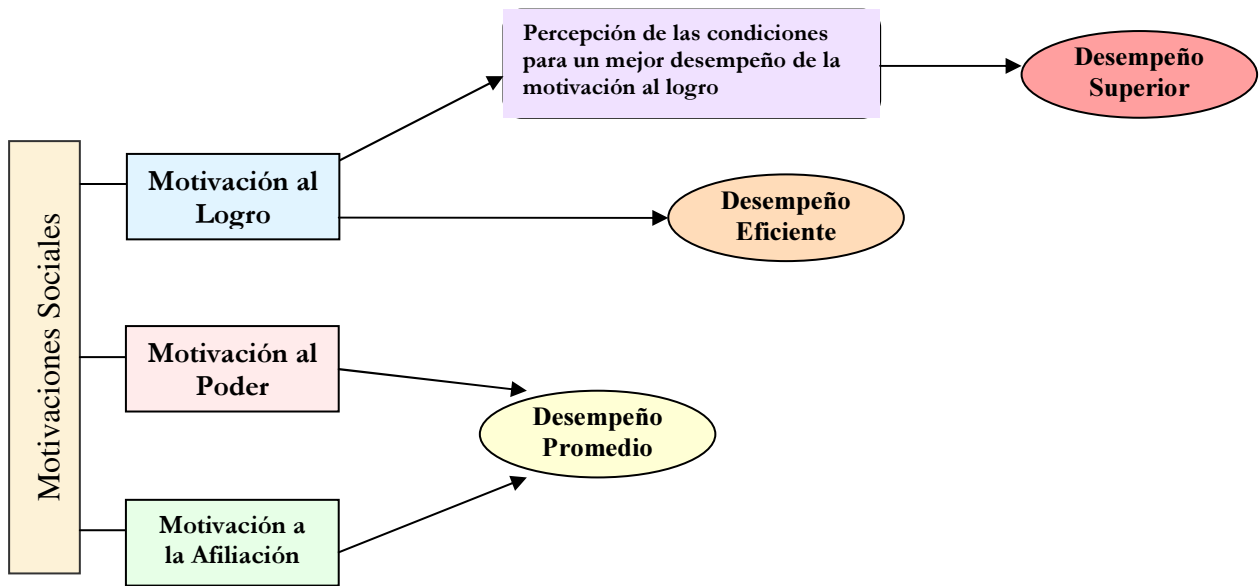 Motivaciones Sociales
Motivación al
Logro
Percepción de las condiciones
para un mejor desempeño de la
motivación al logro
Desempeño
Superior
Desempeño
Eficiente
Motivación al
Poder
Desempeño
Promedio
Motivación a
la Afiliación